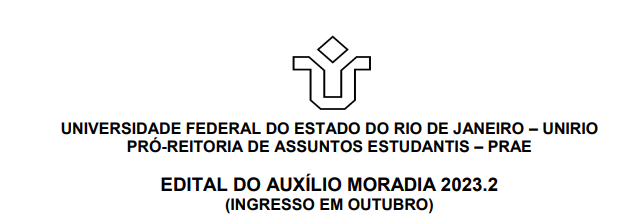 UNIVERSIDADE FEDERAL DO ESTADO DO RIO DE JANEIRO – UNIRIO
PRÓ-REITORIA DE ASSUNTOS ESTUDANTIS – PRAE
EDITAL DO AUXÍLIO MORADIA 2023.2
(INGRESSO EM OUTUBRO)